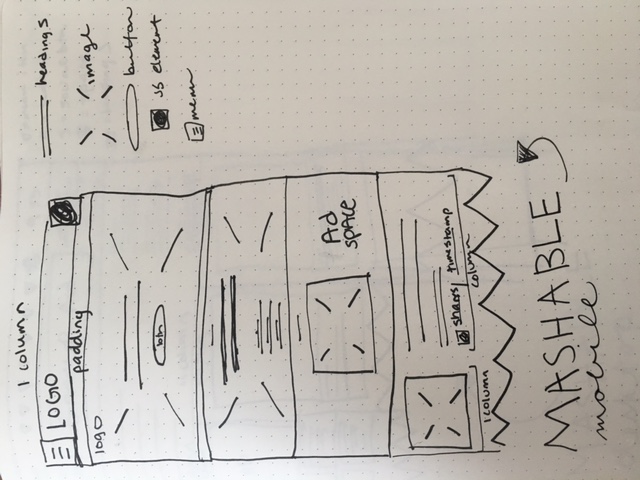 1 column
LOGO
padding
logo
btn
Ad
space
shares | timestamp
1 column
column
MASHABLE
mobile
headings
image
button
JS element
menu